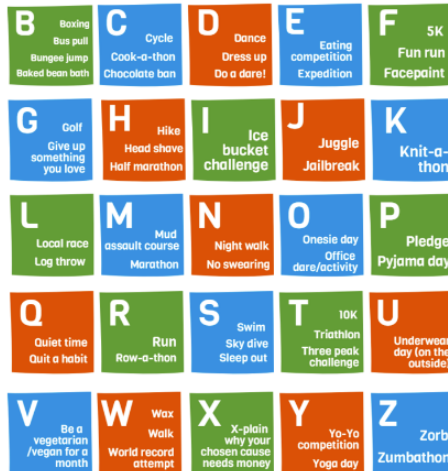 B
Boxing
Bus pull
Bungee jump
Baked bean bath
C
Cycle
Cook-a-thon
Chocolate ban
D
Dance
Dress up
Do a dare!
E
Eating
competition
Expedition
F
5K
Fun run
Facepaint
G
Golf
Give up
something
you love
H
Hike
Head shave
Half marathon
I
Ice
bucket
challenge
J
Juggle
Jailbreak
K
Knit-a-
thon
L
Local race
Log throw
M
Mud
assault course
Marathon
N
Night walk
No swearing
O
Onesie day
Office
dare/activity
P
Pledge
Pyjama day
Q
Quiet time
Quit a habit
R
Run
Row-a-thon
S
Swim
Sky dive
Sleep out
T
10K
Triathlon
Three peak
challenge
U
Underwear
day (on the
outside)
V
Be a
vegetarian
/vegan for a
month
W
Wax
Walk
World record
attempt
X
X-plain
why your
chosen cause
needs money
Y
Yo-Yo
competition
Yoga day
Z
Zorb
Zumbathon